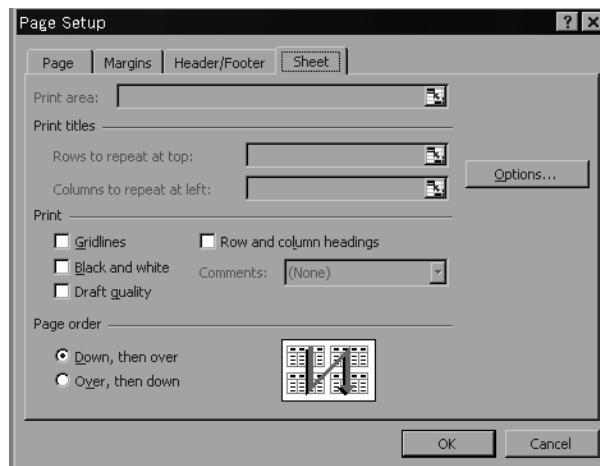 Page Setup
Page Margins Header/Footer Sheet
Print area:
Print titles
Rows to repeat at top:
Columns to repeat at left:
Options...
Print
Gridlines Row and column headings
Black and white Comments: (None)
Draft quality
Page order
Down, then over
Over, then down
OK Cancel